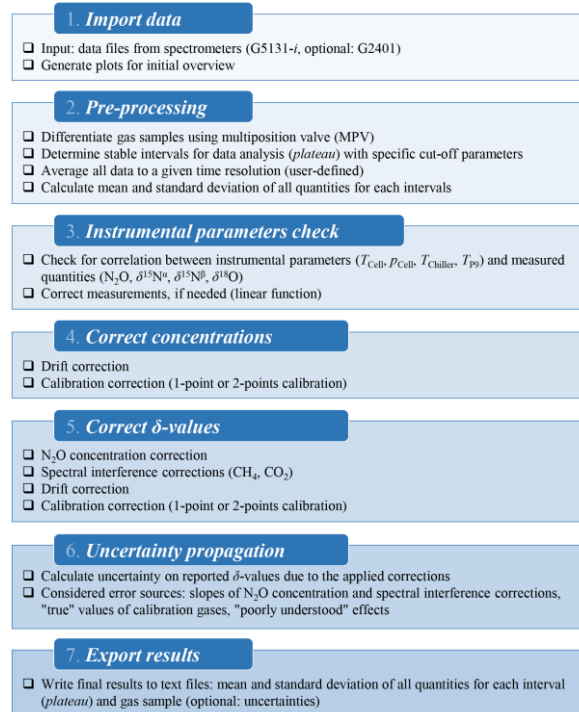 1. Import data
❑ Input: data files from spectrometers (G5131-i, optional: G2401)
❑ Generate plots for initial overview
2. Pre-processing
❑ Differentiate gas samples using multiposition valve (MPV)
❑ Determine stable intervals for data analysis (plateau) with specific cut-off parameters
❑ Average all data to a given time resolution (user-defined)
❑ Calculate mean and standard deviation of all quantities for each intervals
3. Instrumental parameters check
❑ Check for correlation between instrumental parameters (T_Cell, p_Cell, T_Chiller, T_P9) and measured
quantities (N₂O, δ¹⁵Nᵅ, δ¹⁵Nᵝ, δ¹⁸O)
❑ Correct measurements, if needed (linear function)
4. Correct concentrations
❑ Drift correction
❑ Calibration correction (1-point or 2-points calibration)
5. Correct δ-values
❑ N₂O concentration correction
❑ Spectral interference corrections (CH₄, CO₂)
❑ Drift correction
❑ Calibration correction (1-point or 2-points calibration)
6. Uncertainty propagation
❑ Calculate uncertainty on reported δ-values due to the applied corrections
❑ Considered error sources: slopes of N₂O concentration and spectral interference corrections,
"true" values of calibration gases, "poorly understood" effects
7. Export results
❑ Write final results to text files: mean and standard deviation of all quantities for each interval
(plateau) and gas sample (optional: uncertainties)